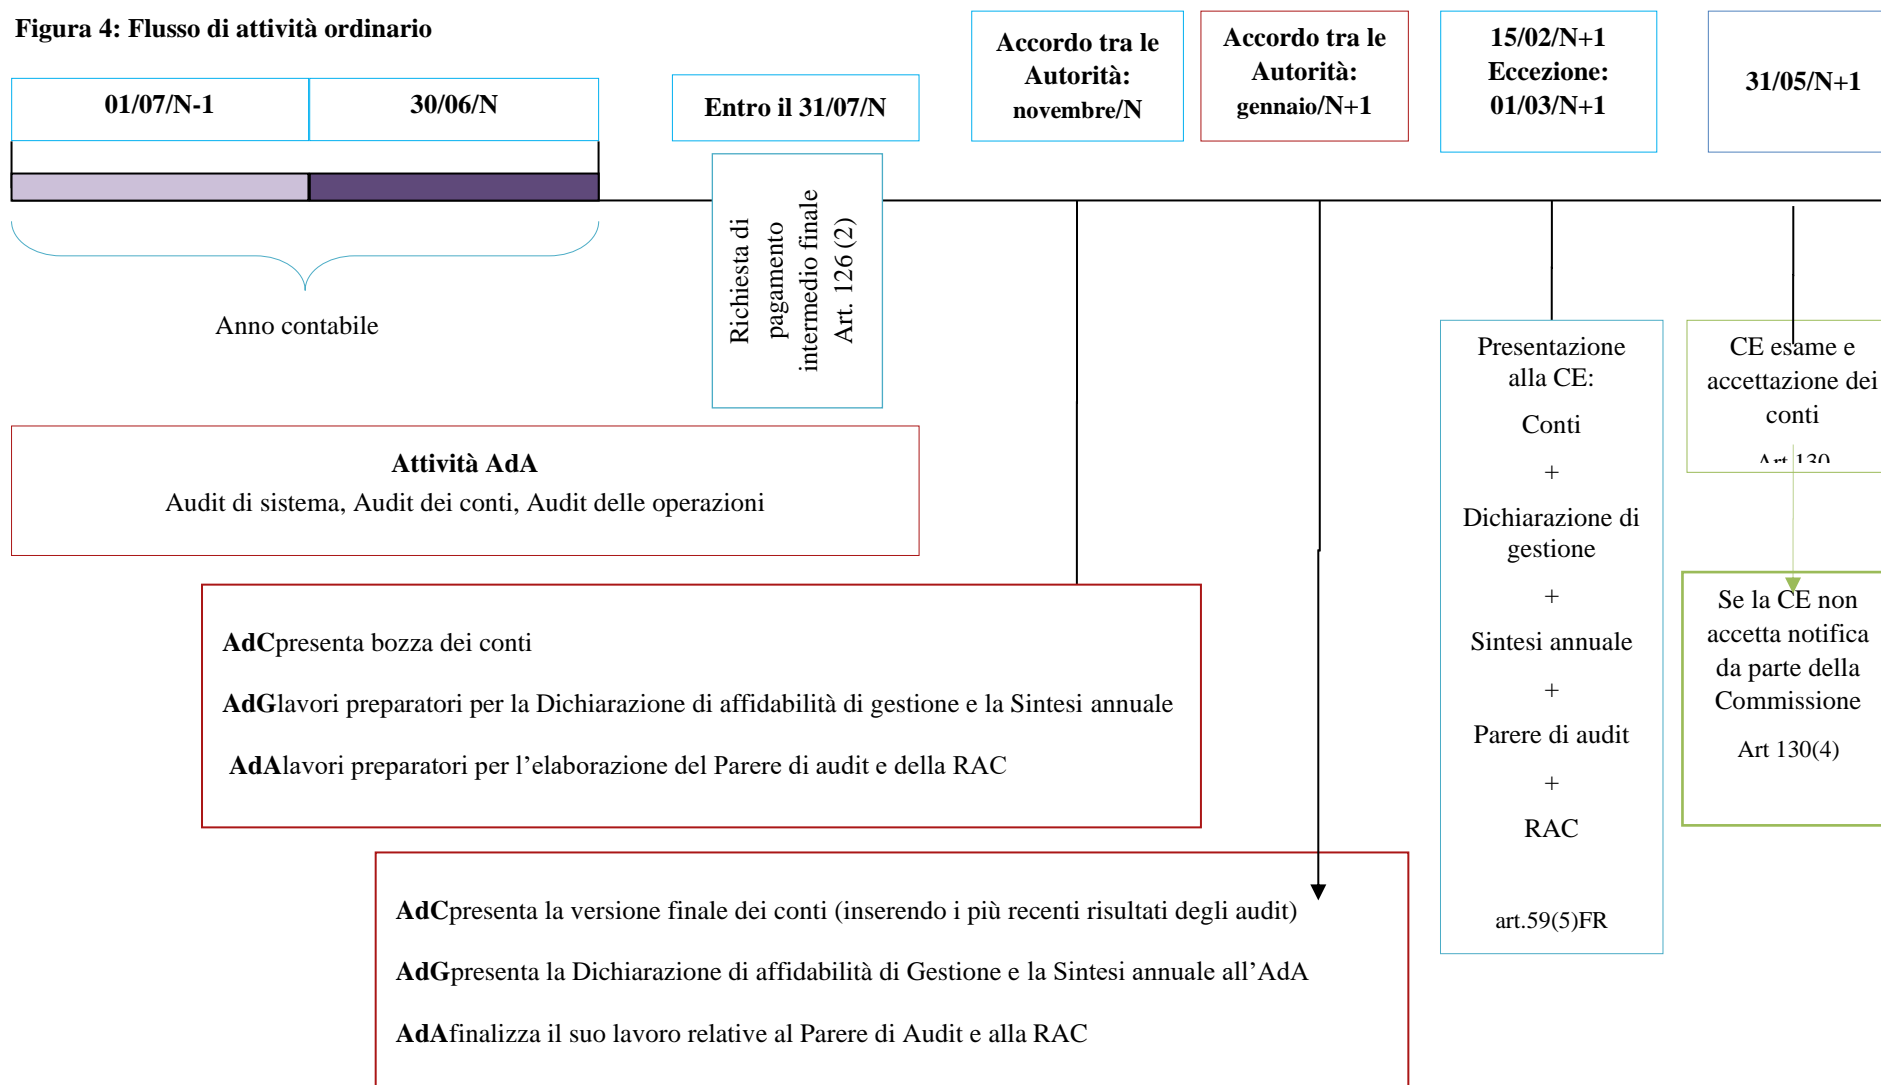 Figura 4: Flusso di attività ordinario
01/07/N-1
30/06/N
Entro il 31/07/N
Accordo tra le
Autorità:
novembre/N
Accordo tra le
Autorità:
gennaio/N+1
15/02/N+1
Eccezione:
01/03/N+1
31/05/N+1
Richiesta di
pagamento
intermedio finale
Art. 126 (2)
Anno contabile
Attività AdA
Audit di sistema, Audit dei conti, Audit delle operazioni
AdCpresenta bozza dei conti
AdGlavori preparatori per la Dichiarazione di affidabilità di gestione e la Sintesi annuale
AdAlavori preparatori per l’elaborazione del Parere di audit e della RAC
AdCpresenta la versione finale dei conti (inserendo i più recenti risultati degli audit)
AdGpresenta la Dichiarazione di affidabilità di Gestione e la Sintesi annuale all’AdA
AdAfinalizza il suo lavoro relative al Parere di Audit e alla RAC
Presentazione
alla CE:
Conti
+
Dichiarazione di
gestione
+
Sintesi annuale
+
Parere di audit
+
RAC
art.59(5)FR
CE esame e
accettazione dei
conti
Art 130
Se la CE non
accetta notifica
da parte della
Commissione
Art 130(4)